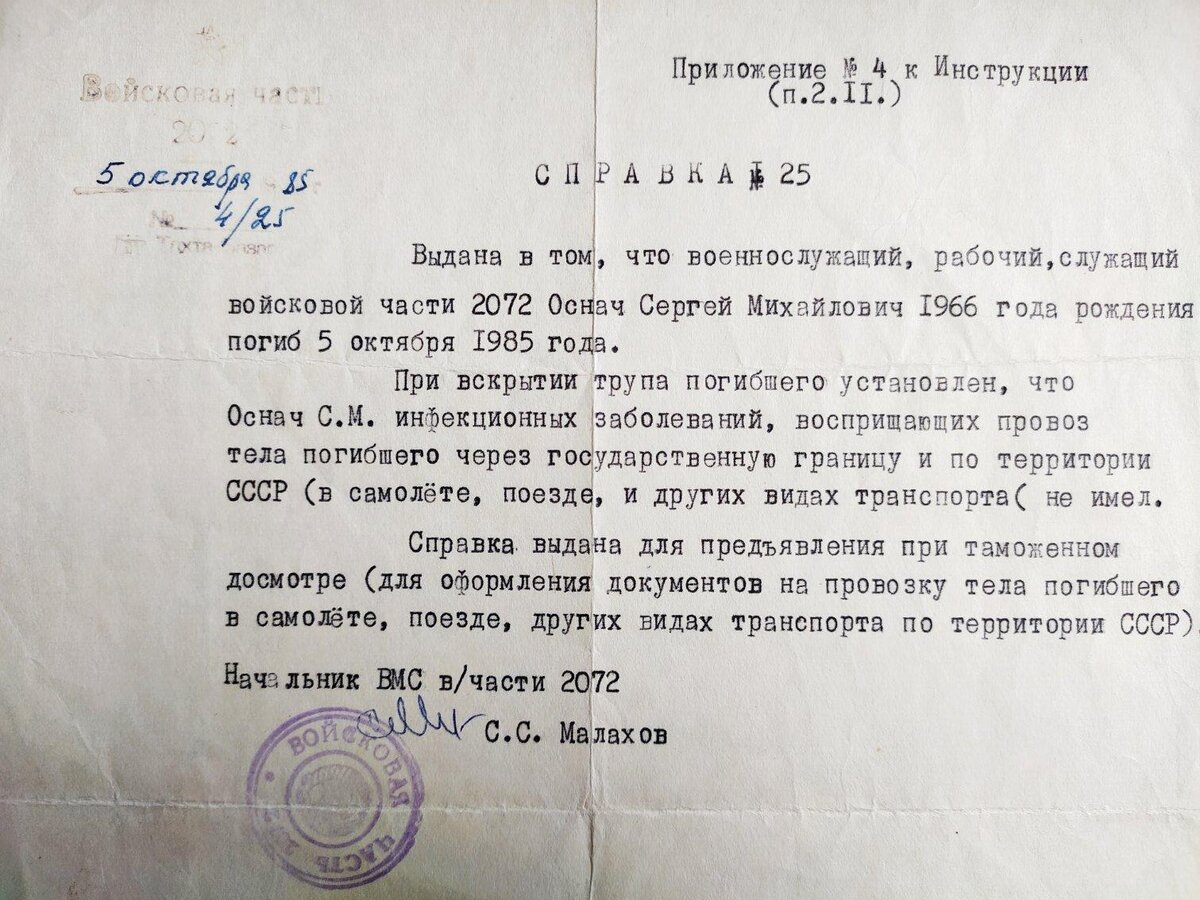 Войсковая часть
2072
5 октября 85
№ 4/25
Приложение № 4 к Инструкции
(п.2.II.)
СПРАВКА № 25
Выдана в том, что военнослужащий, рабочий,служащий
войсковой части 2072 Оснач Сергей Михайлович I966 года рождения
погиб 5 октября I985 года.
При вскрытии трупа погибшего установлен, что
Оснач С.М. инфекционных заболеваний, восприщающих провоз
тела погибшего через государственную границу и по территории
СССР (в самолёте, поезде, и других видах транспорта( не имел.
Справка выдана для предъявления при таможенном
досмотре (для оформления документов на провозку тела погибшего
в самолёте, поезде, других видах транспорта по территории СССР)
Начальник ВМС в/части 2072
С.С. Малахов
ВОЙСКОВАЯ ЧАСТЬ